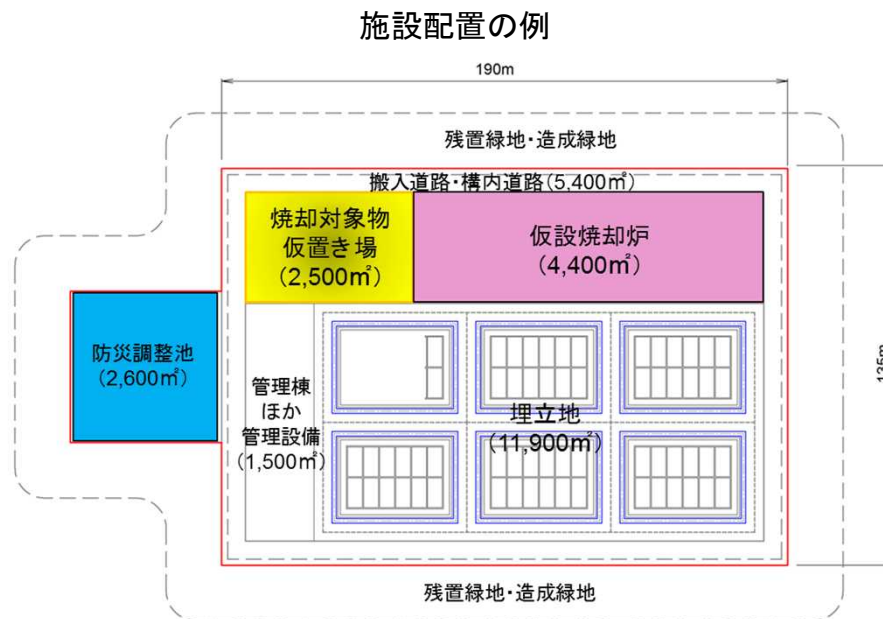 施設配置の例
190m
残置緑地・造成緑地
搬入道路・構内道路(5,400㎡)
焼却対象物
仮置き場
(2,500㎡)
仮設焼却炉
(4,400㎡)
防災調整池
(2,600㎡)
管理棟
ほか
管理設備
(1,500㎡)
埋立地
(11,900㎡)
135m
残置緑地・造成緑地